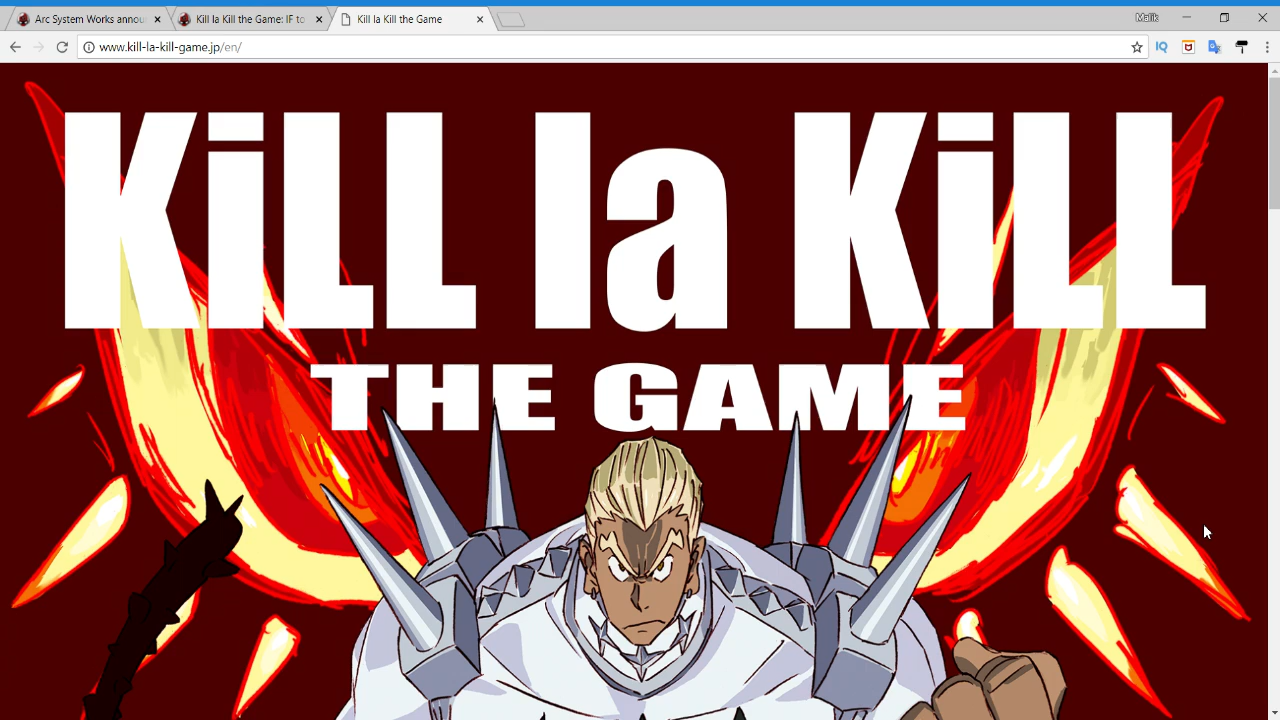 Arc System Works annou
Kill la Kill the Game: IF to
Kill la Kill the Game
Malik
www.kill-la-kill-game.jp/en/
IQ
KiLL la KiLL
THE GAME